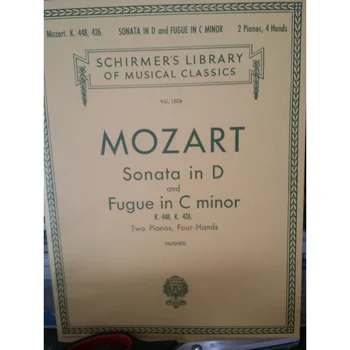 Mozart. K. 448, 426. SONATA IN D and FUGUE IN C MINOR 2 Pianos, 4 Hands
SCHIRMER'S LIBRARY
OF MUSICAL CLASSICS
Vol. 1504
MOZART
Sonata in D
and
Fugue in C minor
K. 448, K. 426
Two Pianos, Four-Hands
(HUGHES)